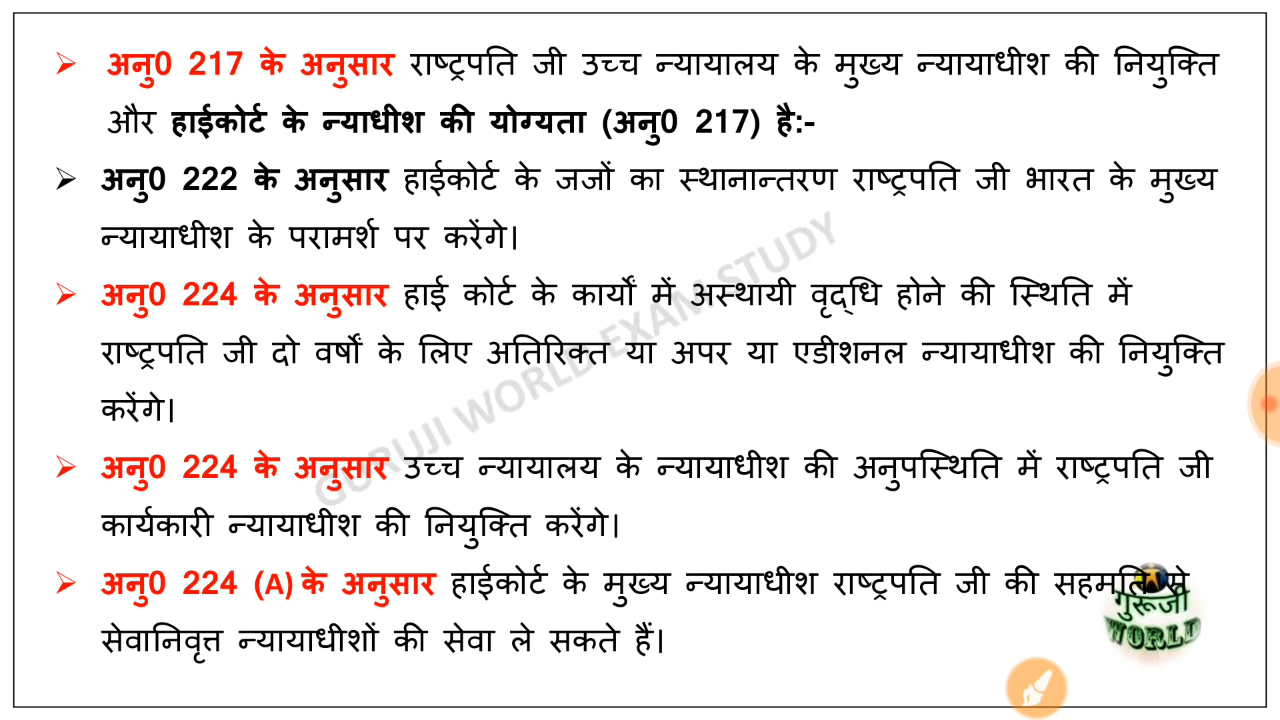 ➢ अनु0 217 के अनुसार राष्ट्रपति जी उच्च न्यायालय के मुख्य न्यायाधीश की नियुक्ति
और हाईकोर्ट के न्याधीश की योग्यता (अनु0 217) है:-
➢ अनु0 222 के अनुसार हाईकोर्ट के जजों का स्थानान्तरण राष्ट्रपति जी भारत के मुख्य
न्यायाधीश के परामर्श पर करेंगे।
➢ अनु0 224 के अनुसार हाई कोर्ट के कार्यों में अस्थायी वृद्धि होने की स्थिति में
राष्ट्रपति जी दो वर्षों के लिए अतिरिक्त या अपर या एडीशनल न्यायाधीश की नियुक्ति
करेंगे।
➢ अनु0 224 के अनुसार उच्च न्यायालय के न्यायाधीश की अनुपस्थिति में राष्ट्रपति जी
कार्यकारी न्यायाधीश की नियुक्ति करेंगे।
➢ अनु0 224 (A) के अनुसार हाईकोर्ट के मुख्य न्यायाधीश राष्ट्रपति जी की सहमति से
सेवानिवृत्त न्यायाधीशों की सेवा ले सकते हैं।
GURUJI WORLD EXAM STUDY
गुरूजी
WORLD